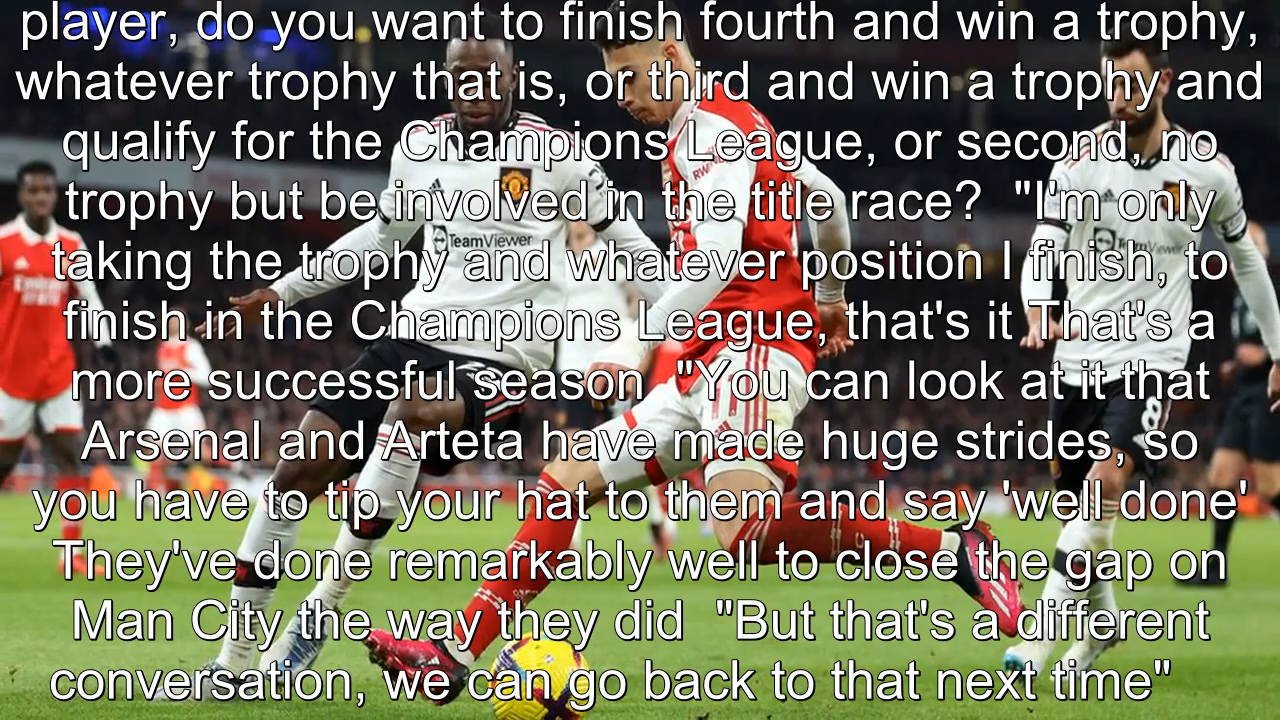 player, do you want to finish fourth and win a trophy,
whatever trophy that is, or third and win a trophy and
qualify for the Champions League, or second, no
trophy but be involved in the title race?  "I'm only
taking the trophy and whatever position I finish, to
finish in the Champions League, that's it That's a
more successful season  "You can look at it that
Arsenal and Arteta have made huge strides, so
you have to tip your hat to them and say 'well done'
They've done remarkably well to close the gap on
Man City the way they did  "But that's a different
conversation, we can go back to that next time"
TeamViewer
TeamViewer
8